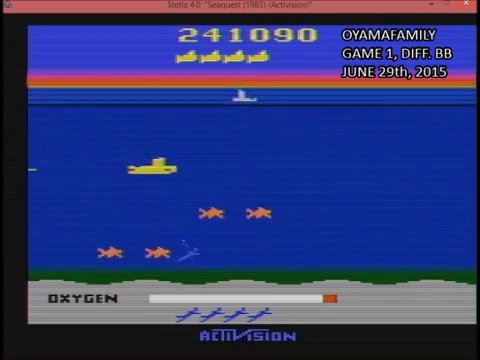 Stella 4.0: "Seaquest (1983) (Activision)"
241090
OYAMAFAMILY
GAME 1, DIFF. BB
JUNE 29th, 2015
OXYGEN
ACTIVISION